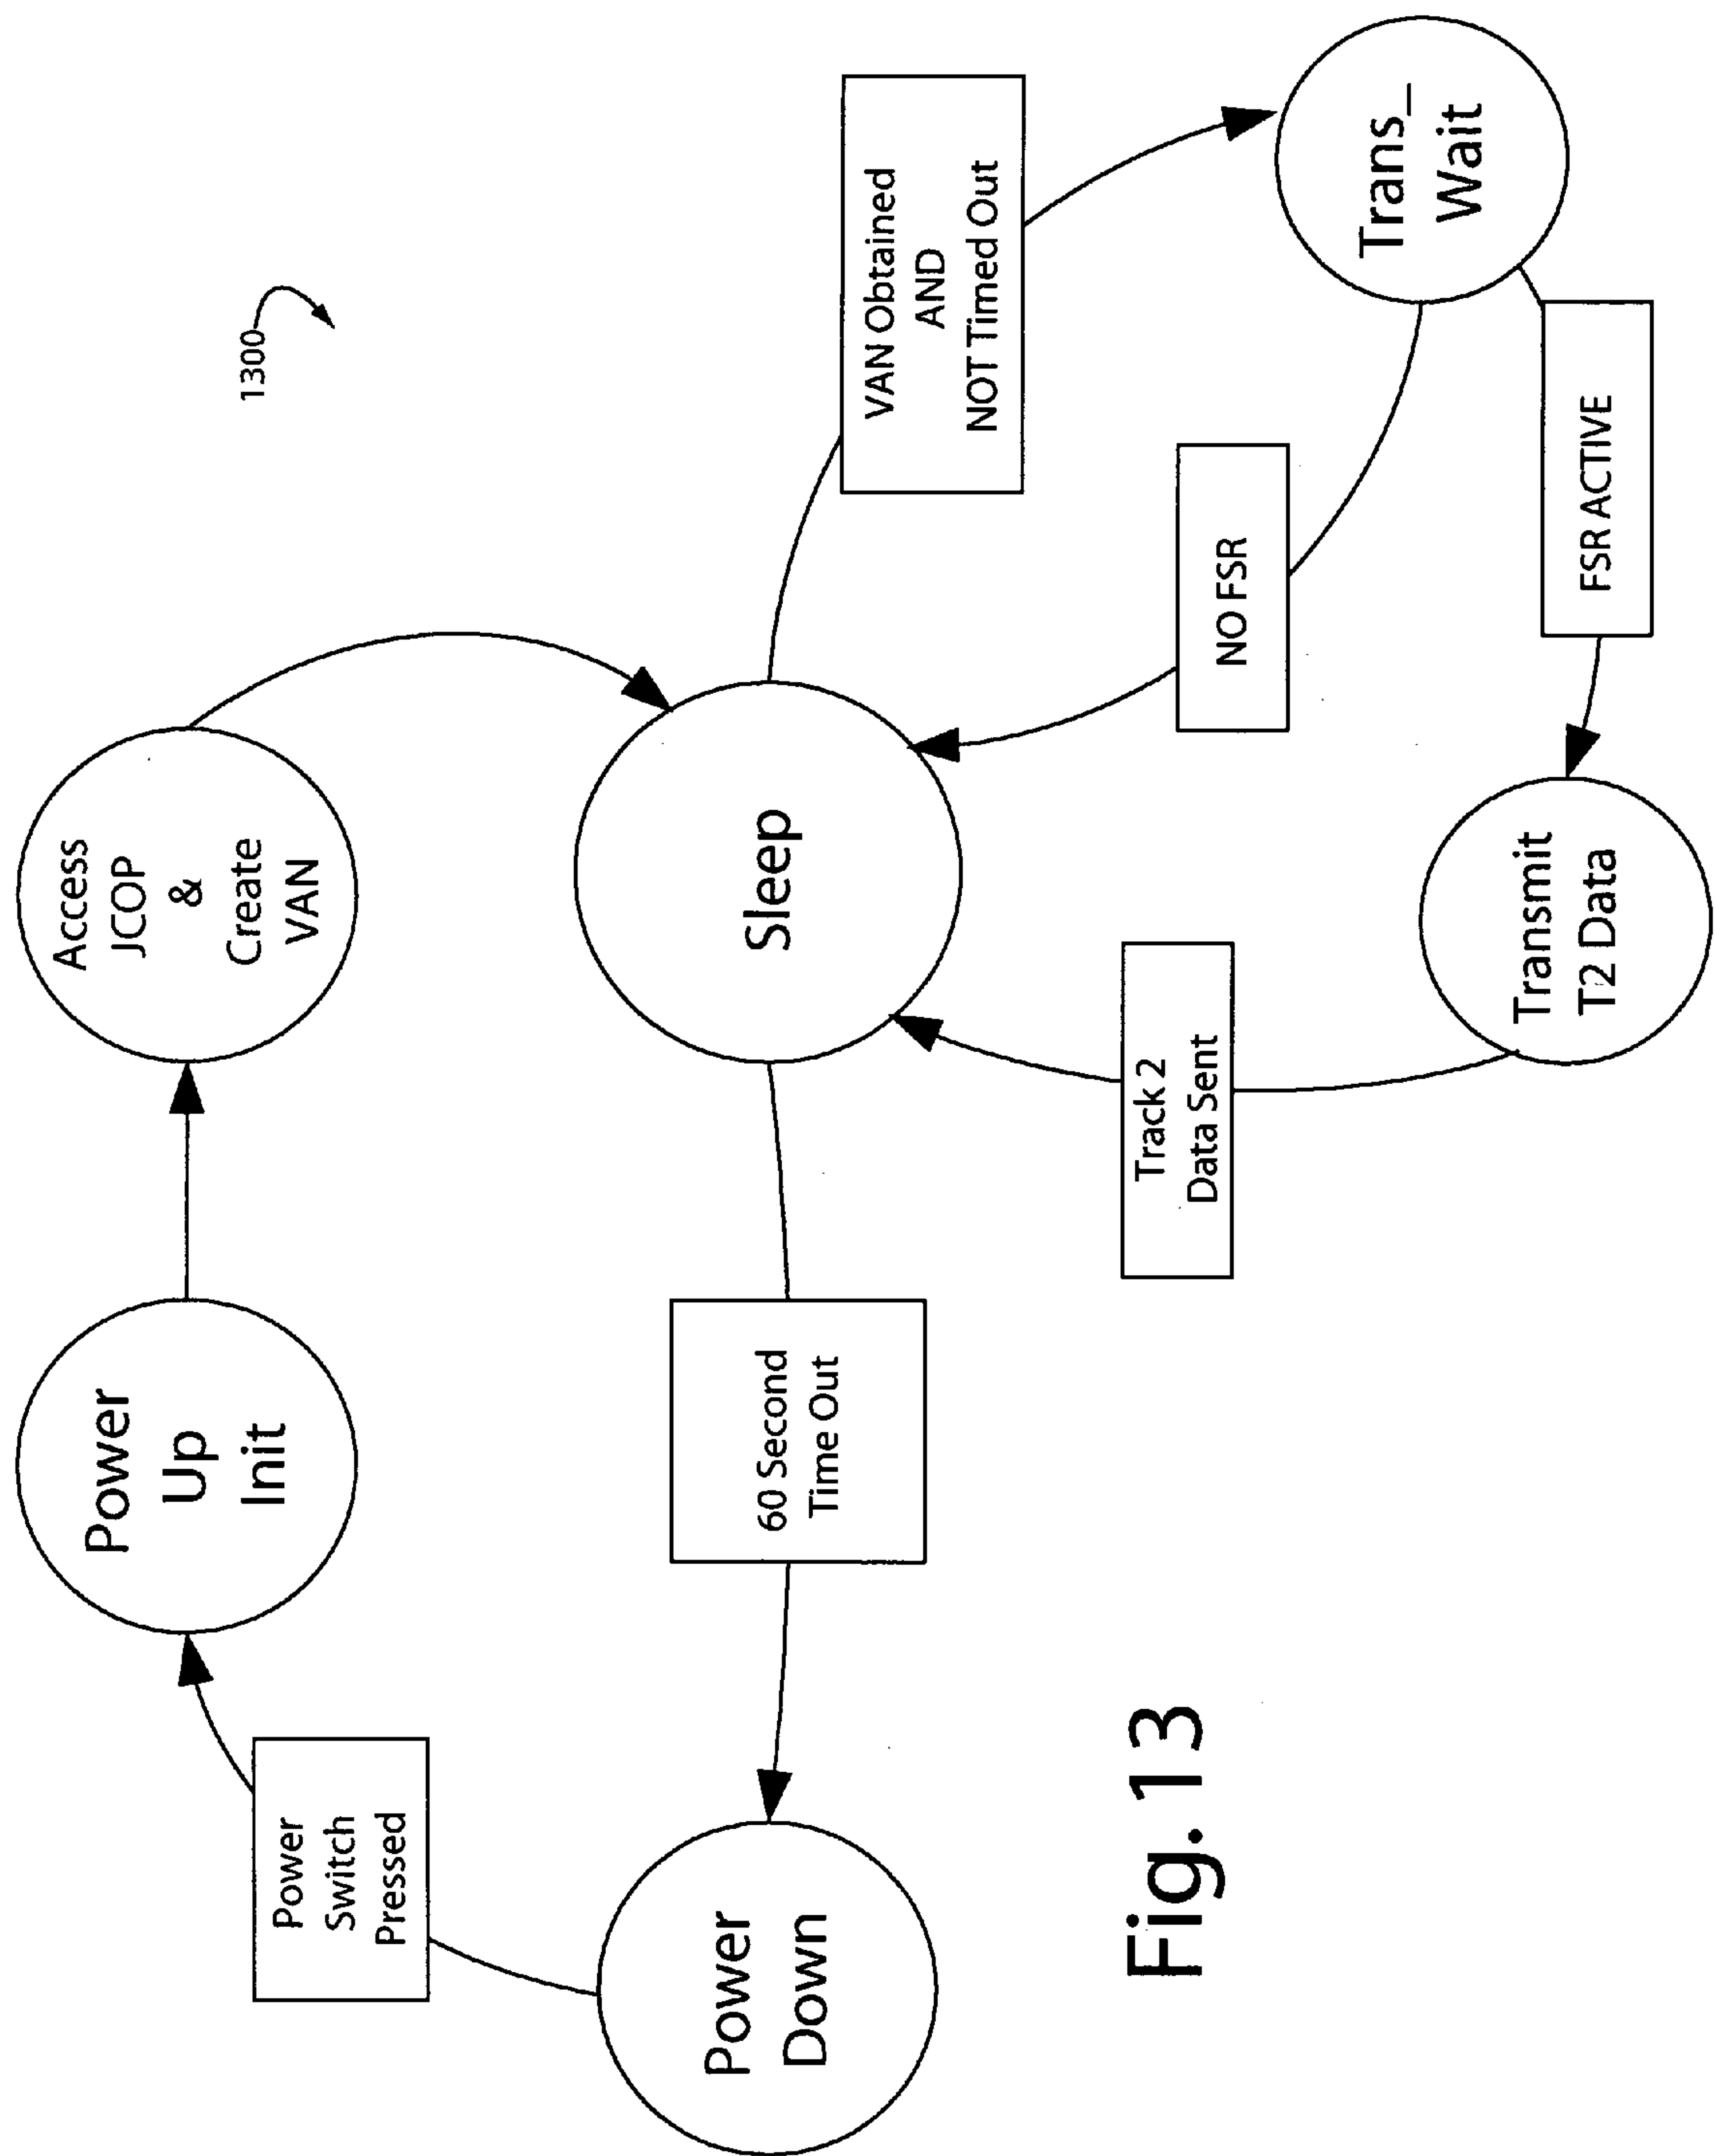 1300
Power
Switch
Pressed
Power
Up
Init
Access
JCOP
&
Create
VAN
Power
Down
60 Second
Time Out
Sleep
VAN Obtained
AND
NOT Timed Out
Track 2
Data Sent
NO FSR
Trans_
Wait
Transmit
T2 Data
FSR ACTIVE
Fig. 13